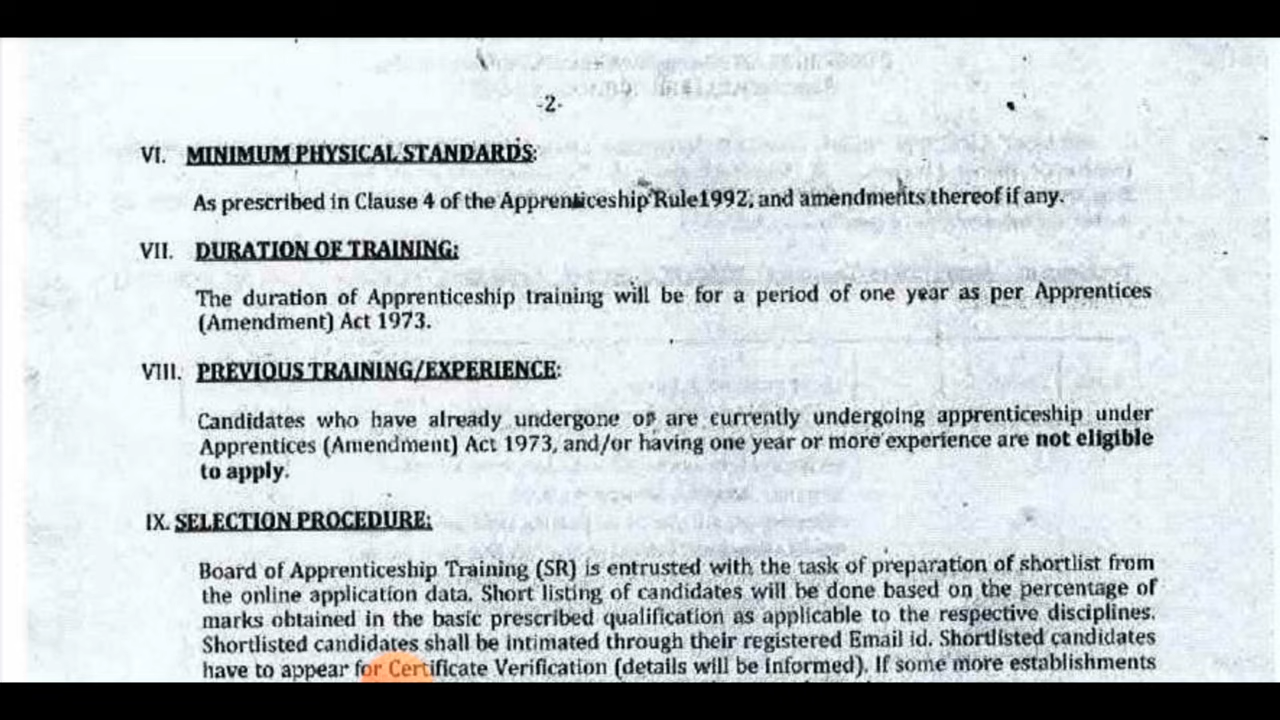 -2-
VI. MINIMUM PHYSICAL STANDARDS:
As prescribed in Clause 4 of the Apprenticeship Rule1992, and amendments thereof if any.
VII. DURATION OF TRAINING:
The duration of Apprenticeship training will be for a period of one year as per Apprentices
(Amendment) Act 1973.
VIII. PREVIOUS TRAINING/EXPERIENCE:
Candidates who have already undergone or are currently undergoing apprenticeship under
Apprentices (Amendment) Act 1973, and/or having one year or more experience are not eligible
to apply.
IX. SELECTION PROCEDURE:
Board of Apprenticeship Training (SR) is entrusted with the task of preparation of shortlist from
the online application data. Short listing of candidates will be done based on the percentage of
marks obtained in the basic prescribed qualification as applicable to the respective disciplines.
Shortlisted candidates shall be intimated through their registered Email id. Shortlisted candidates
have to appear for Certificate Verification (details will be informed). If some more establishments